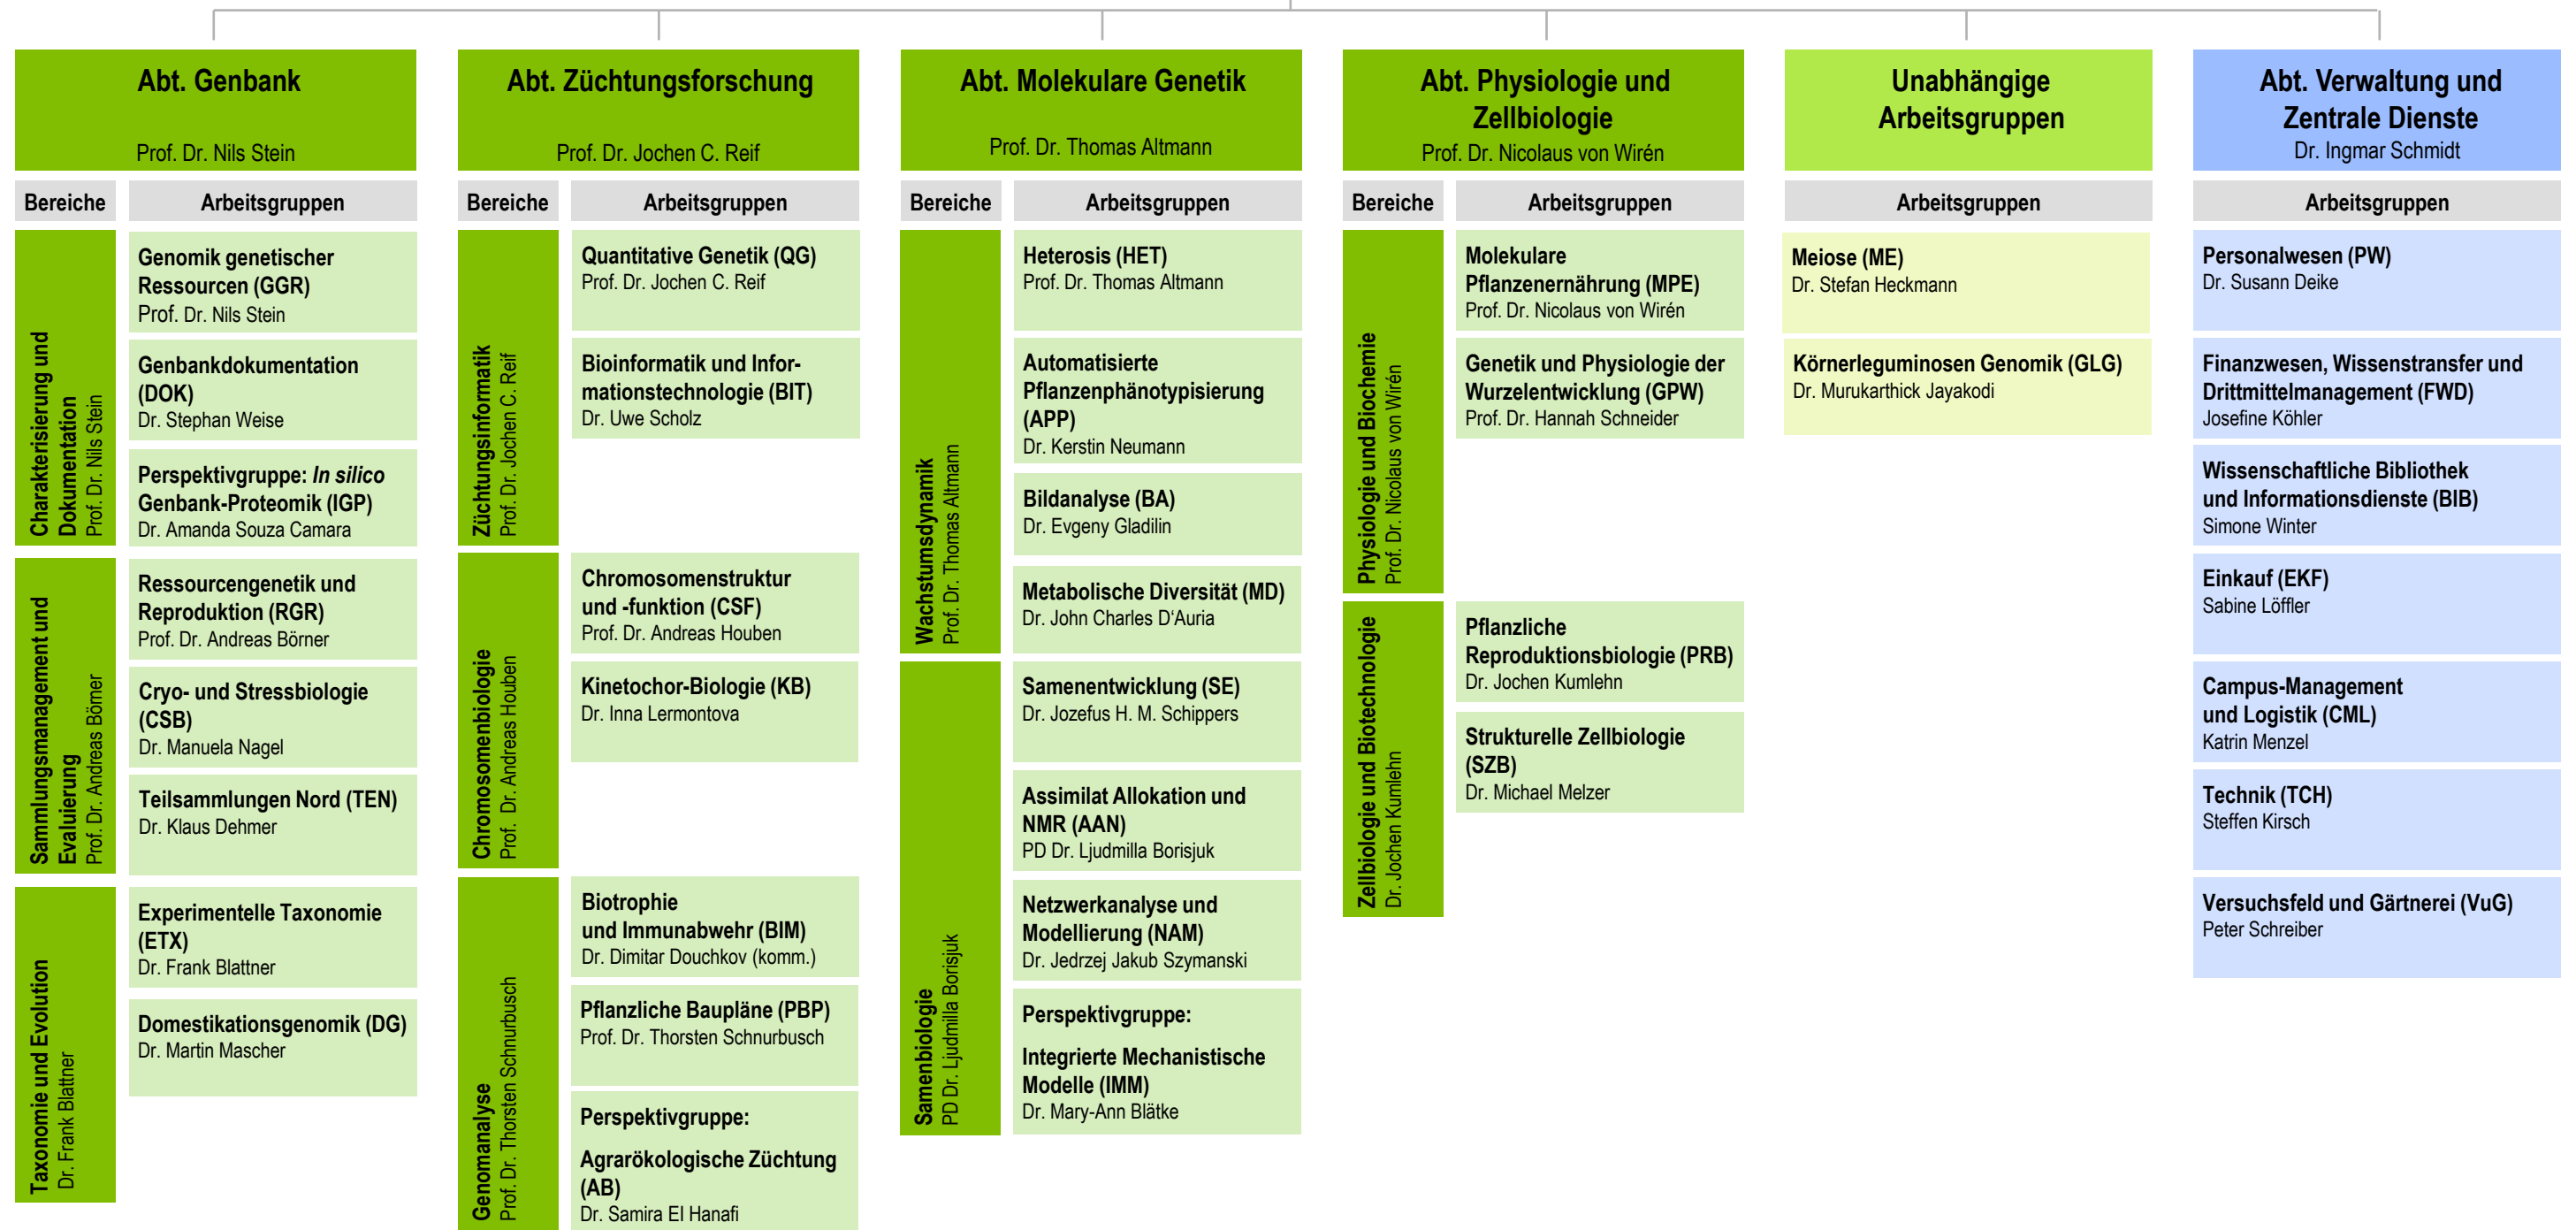 Abt. Genbank
Prof. Dr. Nils Stein
Bereiche
Arbeitsgruppen
Charakterisierung und
Dokumentation
Prof. Dr. Nils Stein
Genomik genetischer
Ressourcen (GGR)
Prof. Dr. Nils Stein
Genbankdokumentation
(DOK)
Dr. Stephan Weise
Perspektivgruppe: In silico
Genbank-Proteomik (IGP)
Dr. Amanda Souza Camara
Sammlungsmanagement und
Evaluierung
Prof. Dr. Andreas Börner
Ressourcengenetik und
Reproduktion (RGR)
Prof. Dr. Andreas Börner
Cryo- und Stressbiologie
(CSB)
Dr. Manuela Nagel
Teilsammlungen Nord (TEN)
Dr. Klaus Dehmer
Taxonomie und Evolution
Dr. Frank Blattner
Experimentelle Taxonomie
(ETX)
Dr. Frank Blattner
Domestikationsgenomik (DG)
Dr. Martin Mascher
Abt. Züchtungsforschung
Prof. Dr. Jochen C. Reif
Bereiche
Arbeitsgruppen
Züchtungsinformatik
Prof. Dr. Jochen C. Reif
Quantitative Genetik (QG)
Prof. Dr. Jochen C. Reif
Bioinformatik und Infor-
mationstechnologie (BIT)
Dr. Uwe Scholz
Chromosomenbiologie
Prof. Dr. Andreas Houben
Chromosomenstruktur
und -funktion (CSF)
Prof. Dr. Andreas Houben
Kinetochor-Biologie (KB)
Dr. Inna Lermontova
Genomanalyse
Prof. Dr. Thorsten Schnurbusch
Biotrophie
und Immunabwehr (BIM)
Dr. Dimitar Douchkov (komm.)
Pflanzliche Baupläne (PBP)
Prof. Dr. Thorsten Schnurbusch
Perspektivgruppe:
Agrarökologische Züchtung
(AB)
Dr. Samira El Hanafi
Abt. Molekulare Genetik
Prof. Dr. Thomas Altmann
Bereiche
Arbeitsgruppen
Wachstumsdynamik
Prof. Dr. Thomas Altmann
Heterosis (HET)
Prof. Dr. Thomas Altmann
Automatisierte
Pflanzenphänotypisierung
(APP)
Dr. Kerstin Neumann
Bildanalyse (BA)
Dr. Evgeny Gladilin
Metabolische Diversität (MD)
Dr. John Charles D‘Auria
Samenbiologie
PD Dr. Ljudmilla Borisjuk
Samenentwicklung (SE)
Dr. Jozefus H. M. Schippers
Assimilat Allokation und
NMR (AAN)
PD Dr. Ljudmilla Borisjuk
Netzwerkanalyse und
Modellierung (NAM)
Dr. Jedrzej Jakub Szymanski
Perspektivgruppe:
Integrierte Mechanistische
Modelle (IMM)
Dr. Mary-Ann Blätke
Abt. Physiologie und
Zellbiologie
Prof. Dr. Nicolaus von Wirén
Bereiche
Arbeitsgruppen
Physiologie und Biochemie
Prof. Dr. Nicolaus von Wirén
Molekulare
Pflanzenernährung (MPE)
Prof. Dr. Nicolaus von Wirén
Genetik und Physiologie der
Wurzelentwicklung (GPW)
Prof. Dr. Hannah Schneider
Zellbiologie und Biotechnologie
Dr. Jochen Kumlehn
Pflanzliche
Reproduktionsbiologie (PRB)
Dr. Jochen Kumlehn
Strukturelle Zellbiologie
(SZB)
Dr. Michael Melzer
Unabhängige
Arbeitsgruppen
Arbeitsgruppen
Meiose (ME)
Dr. Stefan Heckmann
Körnerleguminosen Genomik (GLG)
Dr. Murukarthick Jayakodi
Abt. Verwaltung und
Zentrale Dienste
Dr. Ingmar Schmidt
Arbeitsgruppen
Personalwesen (PW)
Dr. Susann Deike
Finanzwesen, Wissenstransfer und
Drittmittelmanagement (FWD)
Josefine Köhler
Wissenschaftliche Bibliothek
und Informationsdienste (BIB)
Simone Winter
Einkauf (EKF)
Sabine Löffler
Campus-Management
und Logistik (CML)
Katrin Menzel
Technik (TCH)
Steffen Kirsch
Versuchsfeld und Gärtnerei (VuG)
Peter Schreiber